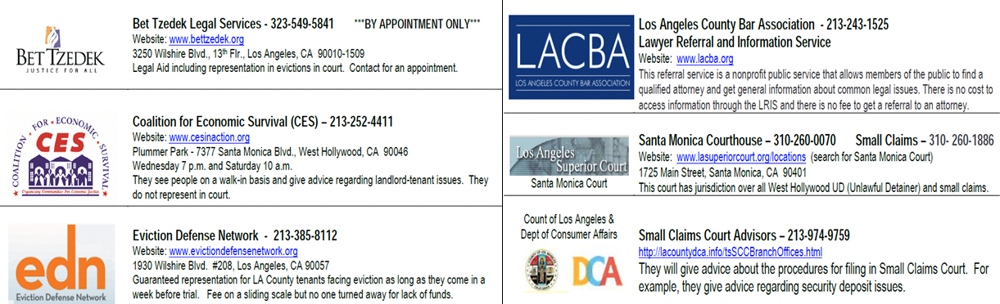 BET TZEDEK
JUSTICE FOR ALL
Bet Tzedek Legal Services - 323-549-5841 ***BY APPOINTMENT ONLY***
Website: www.bettzedek.org
3250 Wilshire Blvd., 13th Flr., Los Angeles, CA 90010-1509
Legal Aid including representation in evictions in court. Contact for an appointment.
COALITION FOR ECONOMIC SURVIVAL
CES
Organizing Communities For Economic Justice
Coalition for Economic Survival (CES) – 213-252-4411
Website: www.cesinaction.org
Plummer Park - 7377 Santa Monica Blvd., West Hollywood, CA 90046
Wednesday 7 p.m. and Saturday 10 a.m.
They see people on a walk-in basis and give advice regarding landlord-tenant issues. They
do not represent in court.
edn
Eviction Defense Network
Eviction Defense Network - 213-385-8112
Website: www.evictiondefensenetwork.org
1930 Wilshire Blvd. #208, Los Angeles, CA 90057
Guaranteed representation for LA County tenants facing eviction as long as they come in a
week before trial. Fee on a sliding scale but no one turned away for lack of funds.
LACBA
LOS ANGELES COUNTY BAR ASSOCIATION
Los Angeles County Bar Association - 213-243-1525
Lawyer Referral and Information Service
Website: www.lacba.org
This referral service is a nonprofit public service that allows members of the public to find a
qualified attorney and get general information about common legal issues. There is no cost to
access information through the LRIS and there is no fee to get a referral to an attorney.
Los Angeles
Superior Court
Santa Monica Court
Santa Monica Courthouse – 310-260-0070 Small Claims – 310- 260-1886
Website: www.lasuperiorcourt.org/locations (search for Santa Monica Court)
1725 Main Street, Santa Monica, CA 90401
This court has jurisdiction over all West Hollywood UD (Unlawful Detainer) and small claims.
Count of Los Angeles &
Dept of Consumer Affairs
DCA
Small Claims Court Advisors – 213-974-9759
http://lacountydca.info/tsSCCBranchOffices.html
They will give advice about the procedures for filing in Small Claims Court. For
example, they give advice regarding security deposit issues.